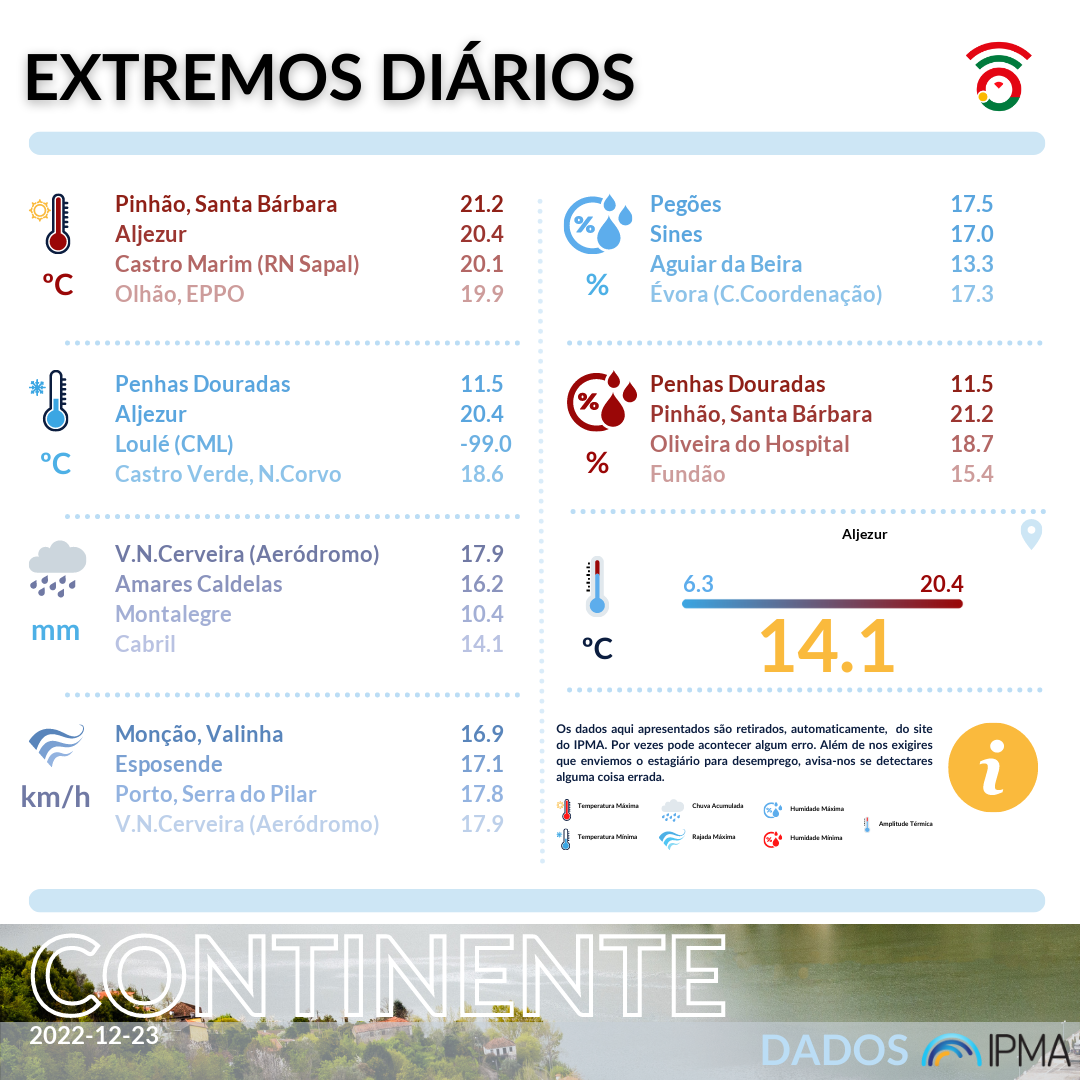 EXTREMOS DIÁRIOS
Pinhão, Santa Bárbara 21.2
Aljezur 20.4
Castro Marim (RN Sapal) 20.1
Olhão, EPPO 19.9
ºC
Penhas Douradas 11.5
Aljezur 20.4
Loulé (CML) -99.0
Castro Verde, N.Corvo 18.6
ºC
V.N.Cerveira (Aeródromo) 17.9
Amares Caldelas 16.2
Montalegre 10.4
Cabril 14.1
mm
Monção, Valinha 16.9
Esposende 17.1
Porto, Serra do Pilar 17.8
V.N.Cerveira (Aeródromo) 17.9
km/h
%
Pegões 17.5
Sines 17.0
Aguiar da Beira 13.3
Évora (C.Coordenação) 17.3
%
%
Penhas Douradas 11.5
Pinhão, Santa Bárbara 21.2
Oliveira do Hospital 18.7
Fundão 15.4
%
Aljezur
6.3 20.4
14.1
ºC
Os dados aqui apresentados são retirados, automaticamente, do site
do IPMA. Por vezes pode acontecer algum erro. Além de nos exigires
que enviemos o estagiário para desemprego, avisa-nos se detectares
alguma coisa errada.
i
Temperatura Máxima Chuva Acumulada Humidade Máxima
Amplitude Térmica
Temperatura Mínima Rajada Máxima Humidade Mínima
CONTINENTE
2022-12-23
DADOS IPMA